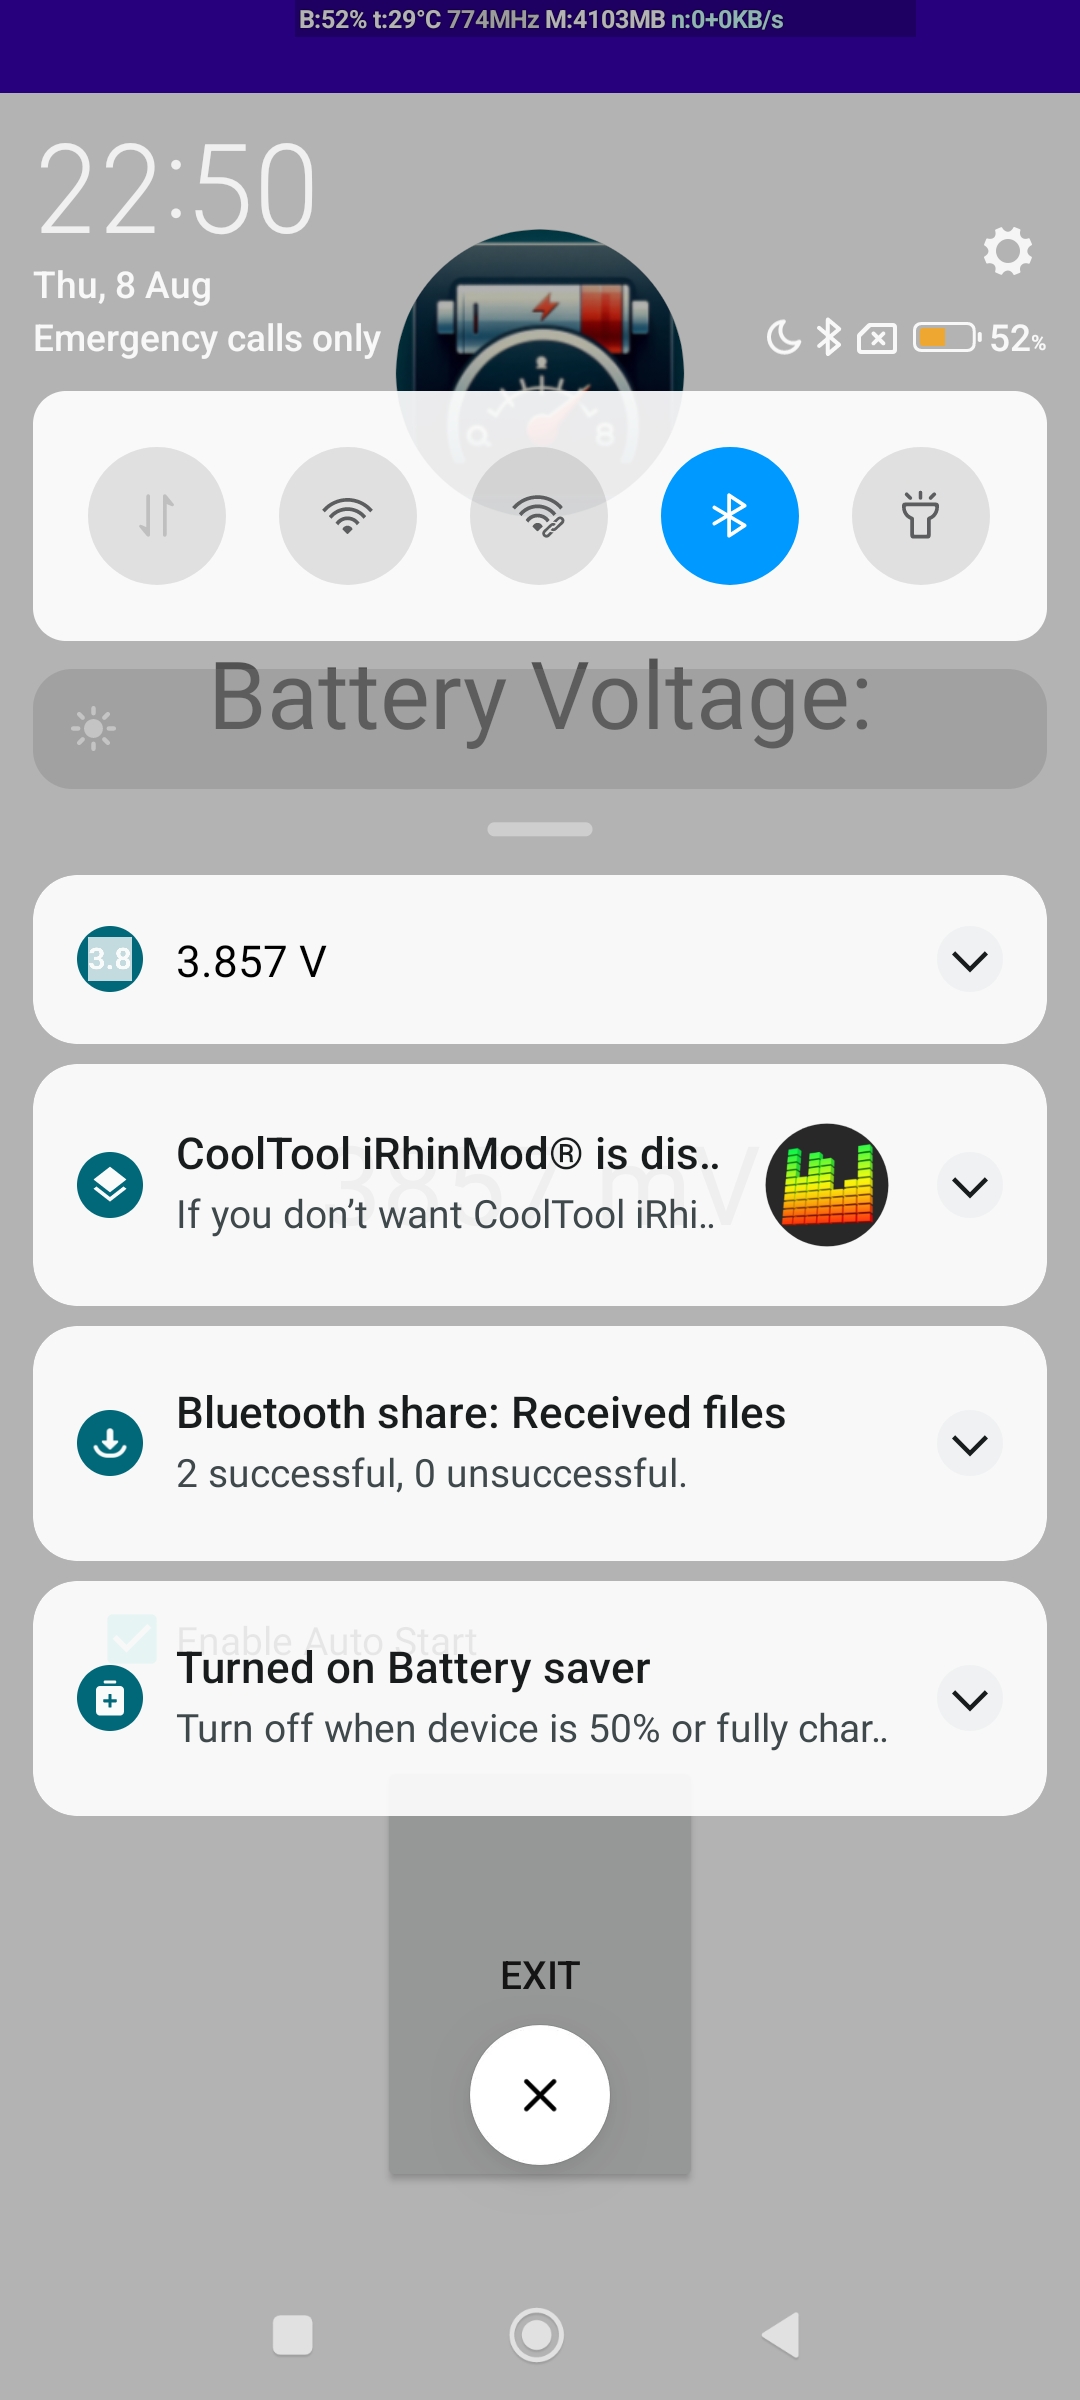 B:52% t:29°C 774MHz M:4103MB n:0+0KB/s
22:50
Thu, 8 Aug
Emergency calls only
52%
8
Battery Voltage:
3.8
3.857 V
CoolTool iRhinMod® is dis..
3857 mV
If you don’t want CoolTool iRhi..
Bluetooth share: Received files
2 successful, 0 unsuccessful.
Enable Auto Start
Turned on Battery saver
Turn off when device is 50% or fully char..
EXIT